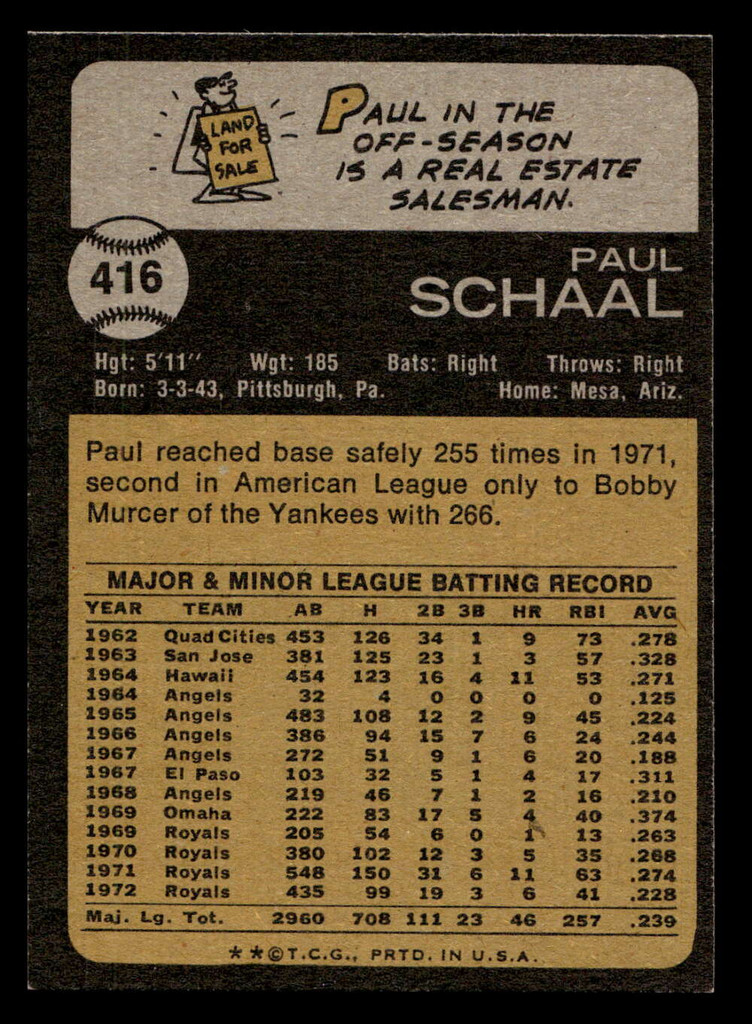 LAND
FOR
SALE
PAUL IN THE
OFF-SEASON
IS A REAL ESTATE
SALESMAN.
416
PAUL
SCHAAL
Hgt: 5'11" Wgt: 185 Bats: Right Throws: Right
Born: 3-3-43, Pittsburgh, Pa. Home: Mesa, Ariz.
Paul reached base safely 255 times in 1971,
second in American League only to Bobby
Murcer of the Yankees with 266.
MAJOR & MINOR LEAGUE BATTING RECORD
YEAR TEAM AB H 2B 3B HR RBI AVG
1962 Quad Cities 453 126 34 1 9 73 .278
1963 San Jose 381 125 23 1 3 57 .328
1964 Hawaii 454 123 16 4 11 53 .271
1964 Angels 32 4 0 0 0 0 .125
1965 Angels 483 108 12 2 9 45 .224
1966 Angels 386 94 15 7 6 24 .244
1967 Angels 272 51 9 1 6 20 .188
1967 El Paso 103 32 5 1 4 17 .311
1968 Angels 219 46 7 1 2 16 .210
1969 Omaha 222 83 17 5 4 40 .374
1969 Royals 205 54 6 0 1 13 .263
1970 Royals 380 102 12 3 5 35 .268
1971 Royals 548 150 31 6 11 63 .274
1972 Royals 435 99 19 3 6 41 .228
Maj. Lg. Tot. 2960 708 111 23 46 257 .239
**©T.C.G., PRTD. IN U.S.A.